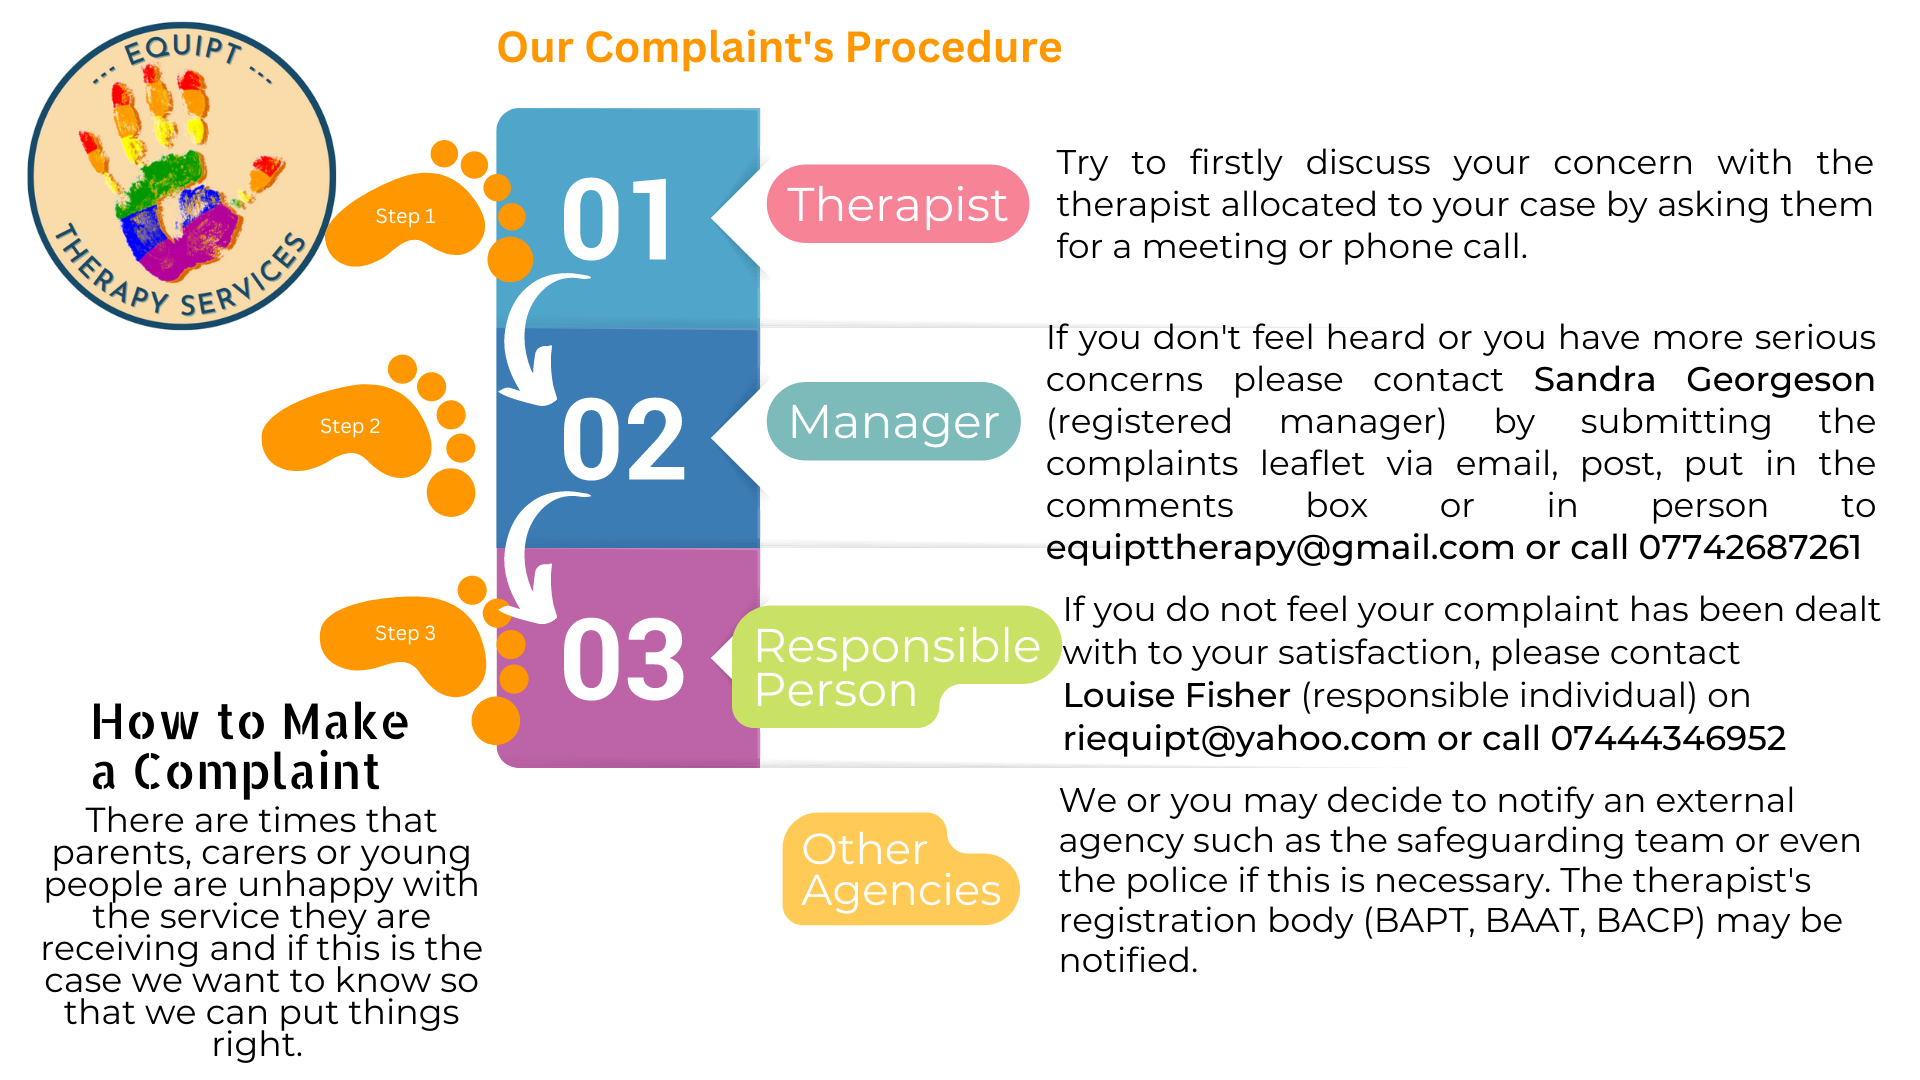 --- EQUIPT ---
THERAPY SERVICES
Our Complaint's Procedure
Step 1
01
Therapist
Try to firstly discuss your concern with the
therapist allocated to your case by asking them
for a meeting or phone call.
Step 2
02
Manager
If you don't feel heard or you have more serious
concerns please contact Sandra Georgeson
(registered manager) by submitting the
complaints leaflet via email, post, put in the
comments box or in person to
equipttherapy@gmail.com or call 07742687261
Step 3
03
Responsible
Person
If you do not feel your complaint has been dealt
with to your satisfaction, please contact
Louise Fisher (responsible individual) on
riequipt@yahoo.com or call 07444346952
Other
Agencies
We or you may decide to notify an external
agency such as the safeguarding team or even
the police if this is necessary. The therapist's
registration body (BAPT, BAAT, BACP) may be
notified.
How to Make
a Complaint
There are times that
parents, carers or young
people are unhappy with
the service they are
receiving and if this is the
case we want to know so
that we can put things
right.